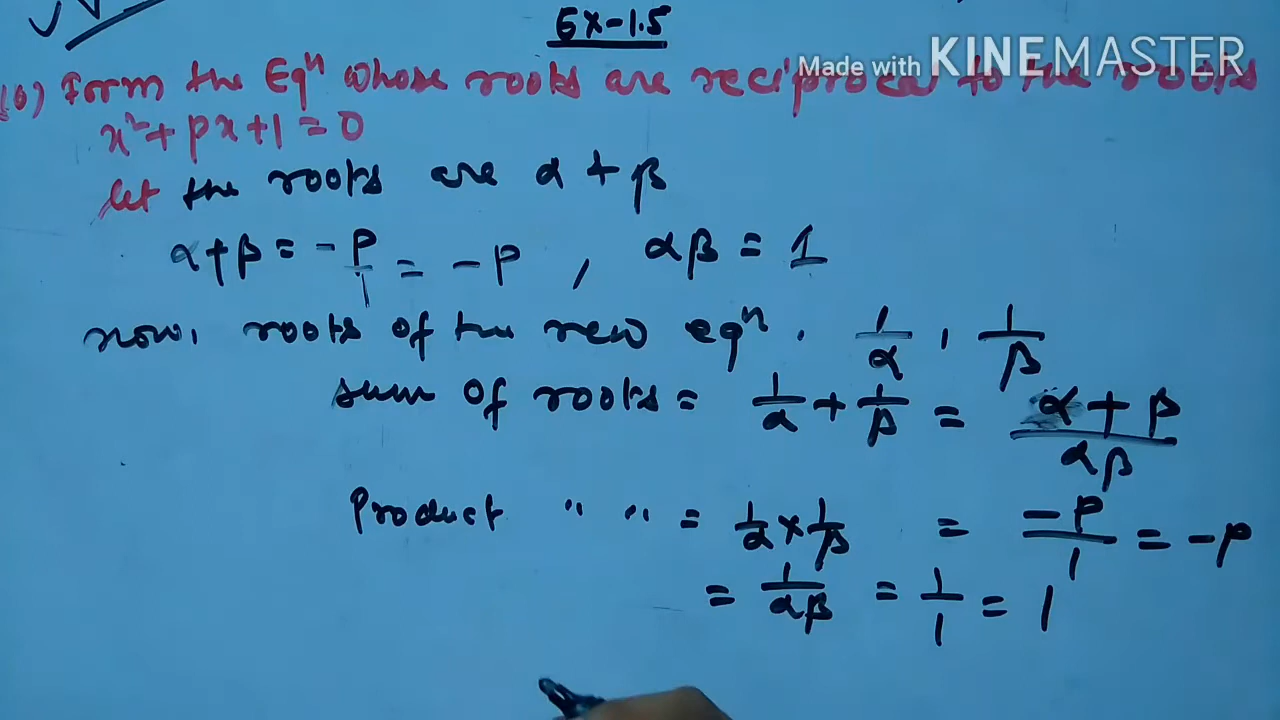 Ex-1.5
Made with KINEMASTER
(6) Form the Eqⁿ whose roots are reciprocal to the roots
x² + px + 1 = 0
let the roots are α + β
α+β = -p/1 = -p , αβ = 1
now, roots of the new eqⁿ. 1/α , 1/β
sum of roots = 1/α + 1/β = α + β/αβ
= -p/1 = -p
Product " " = 1/α × 1/β
= 1/αβ = 1/1 = 1